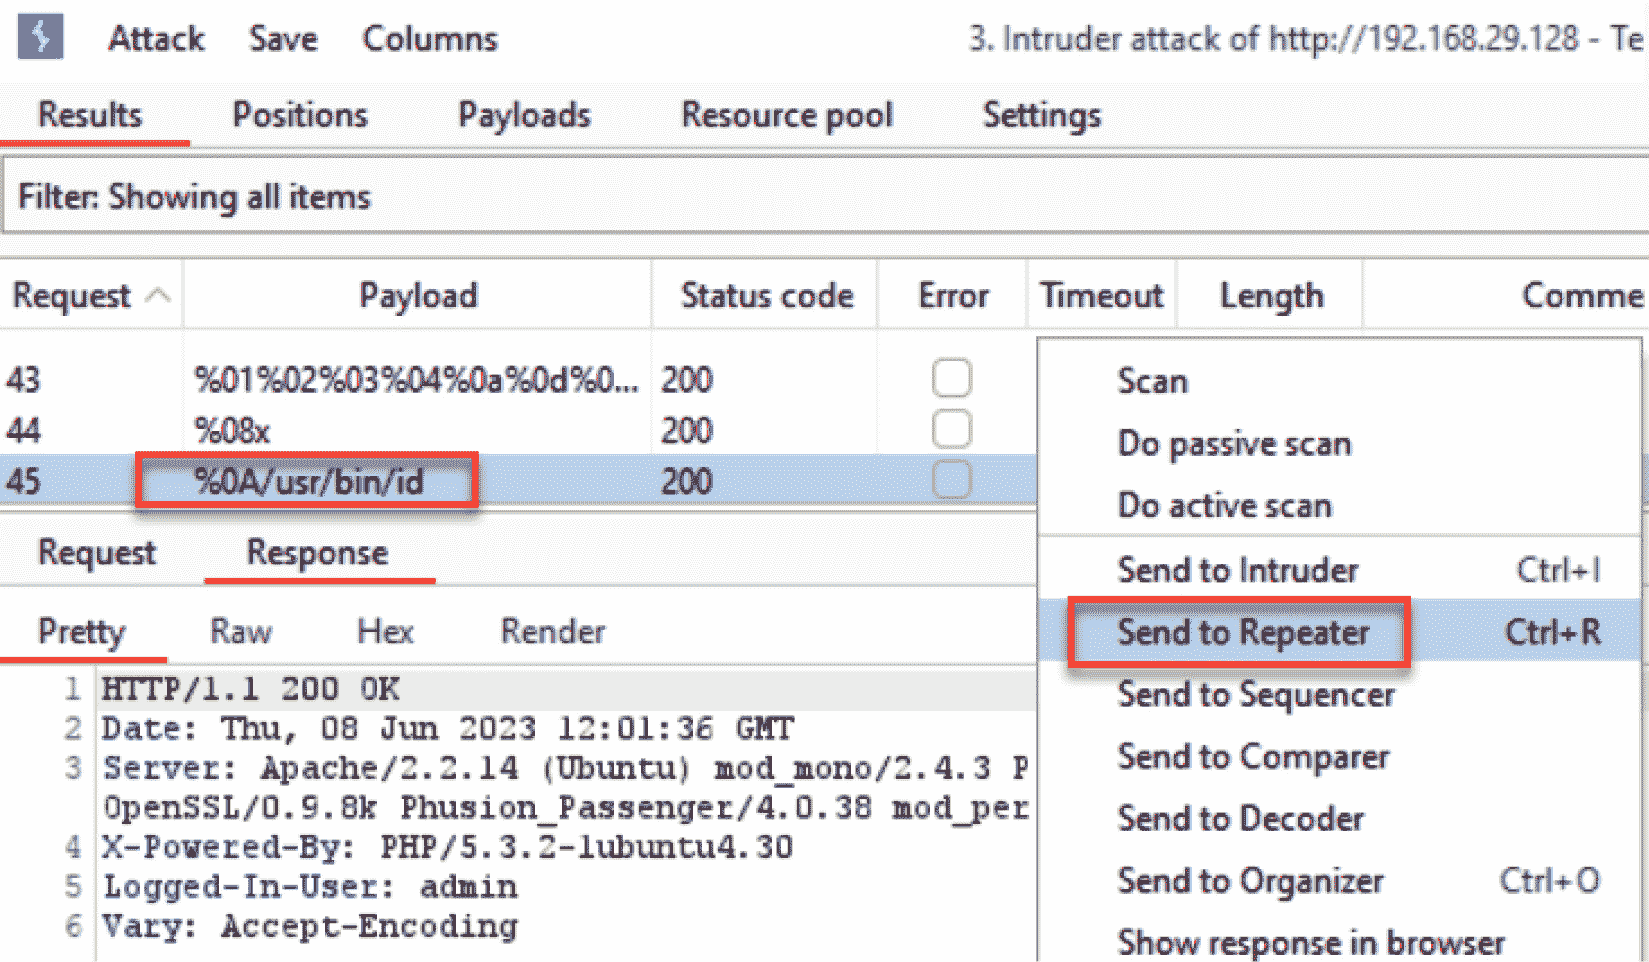 Attack Save Columns 3. Intruder attack of http://192.168.29.128 - Te
Results Positions Payloads Resource pool Settings
Filter: Showing all items
Request Payload Status code Error Timeout Length Comme
43 %01%02%03%04%0a%0d%0... 200
44 %08x 200
45 %0A/usr/bin/id 200
Request Response
Pretty Raw Hex Render
1 HTTP/1.1 200 OK
2 Date: Thu, 08 Jun 2023 12:01:36 GMT
3 Server: Apache/2.2.14 (Ubuntu) mod_mono/2.4.3 P
OpenSSL/0.9.8k Phusion_Passenger/4.0.38 mod_per
4 X-Powered-By: PHP/5.3.2-1ubuntu4.30
5 Logged-In-User: admin
6 Vary: Accept-Encoding
Scan
Do passive scan
Do active scan
Send to Intruder Ctrl+I
Send to Repeater Ctrl+R
Send to Sequencer
Send to Comparer
Send to Decoder
Send to Organizer Ctrl+O
Show response in browser